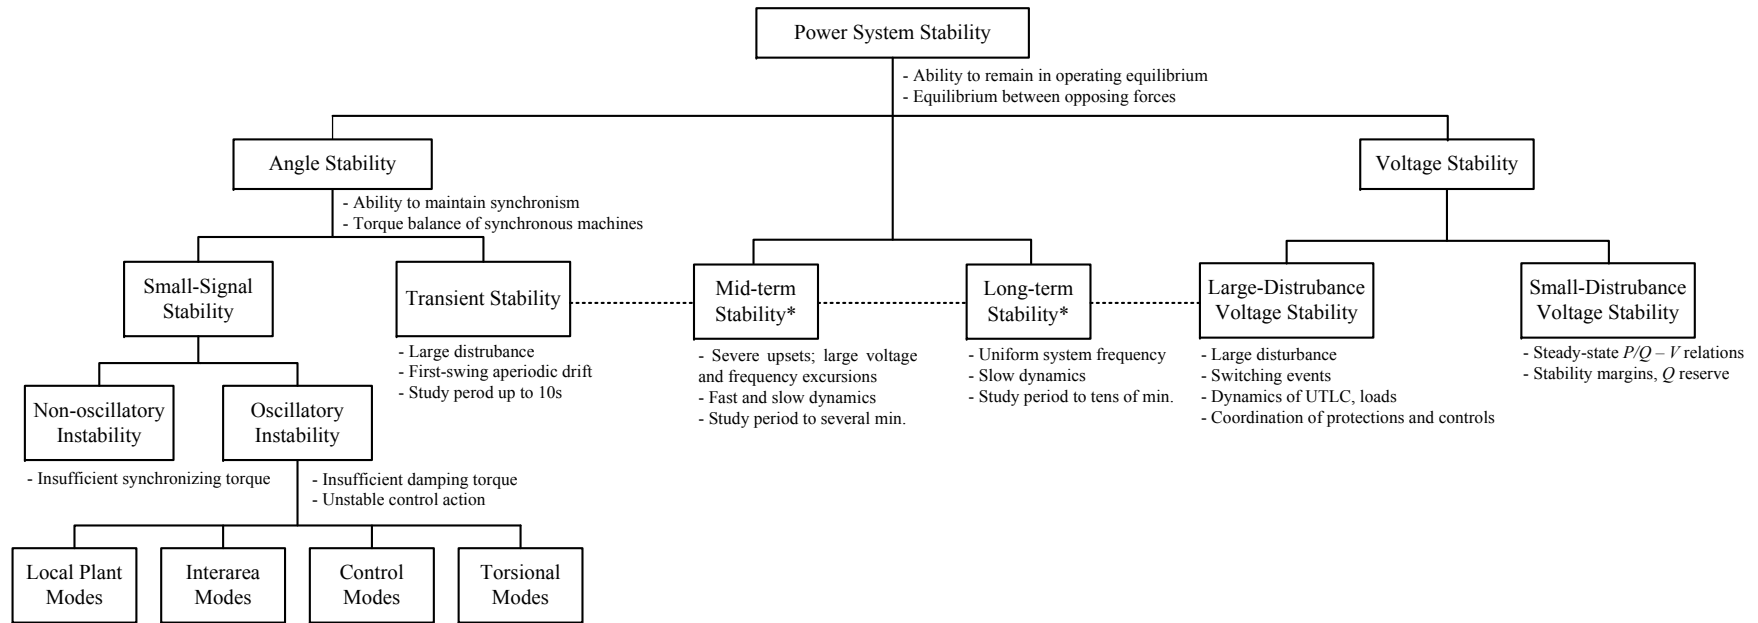 Power System Stability
- Ability to remain in operating equilibrium
- Equilibrium between opposing forces
Angle Stability
- Ability to maintain synchronism
- Torque balance of synchronous machines
Voltage Stability
Small-Signal
Stability
Transient Stability
- Large distrubance
- First-swing aperiodic drift
- Study perod up to 10s
Mid-term
Stability*
- Severe upsets; large voltage
and frequency excursions
- Fast and slow dynamics
- Study period to several min.
Long-term
Stability*
- Uniform system frequency
- Slow dynamics
- Study period to tens of min.
Large-Distrubance
Voltage Stability
- Large disturbance
- Switching events
- Dynamics of UTLC, loads
- Coordination of protections and controls
Small-Distrubance
Voltage Stability
- Steady-state P/Q – V relations
- Stability margins, Q reserve
Non-oscillatory
Instability
- Insufficient synchronizing torque
Oscillatory
Instability
- Insufficient damping torque
- Unstable control action
Local Plant
Modes
Interarea
Modes
Control
Modes
Torsional
Modes